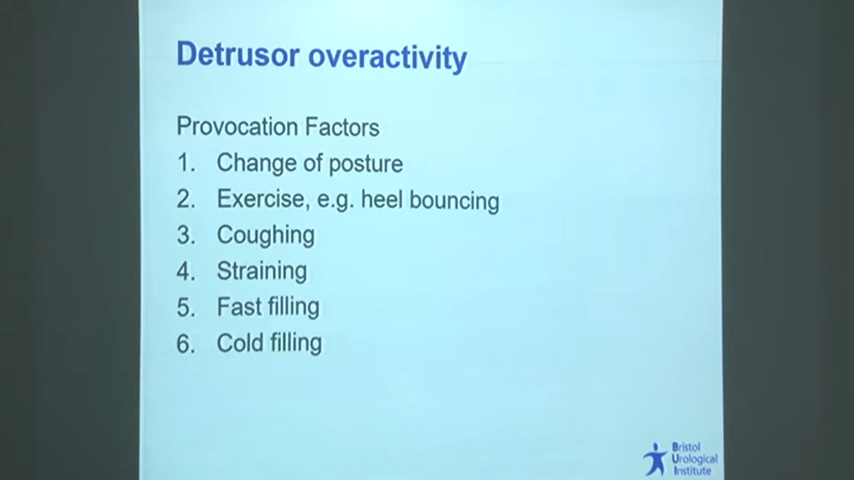 Detrusor overactivity
Provocation Factors
1. Change of posture
2. Exercise, e.g. heel bouncing
3. Coughing
4. Straining
5. Fast filling
6. Cold filling
Bristol
Urological
Institute